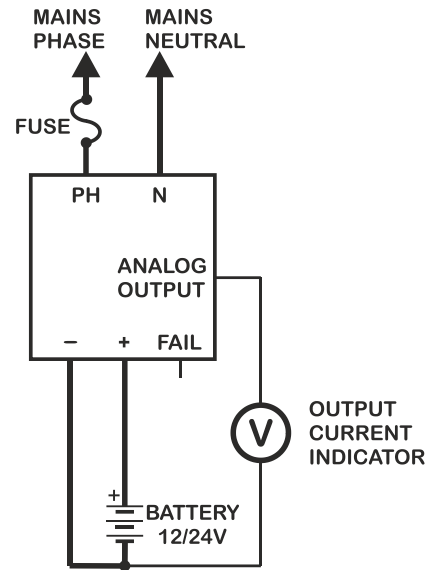 MAINS
PHASE
MAINS
NEUTRAL
FUSE
PH
N
ANALOG
OUTPUT
–
+
FAIL
V
OUTPUT
CURRENT
INDICATOR
+
BATTERY
12/24V